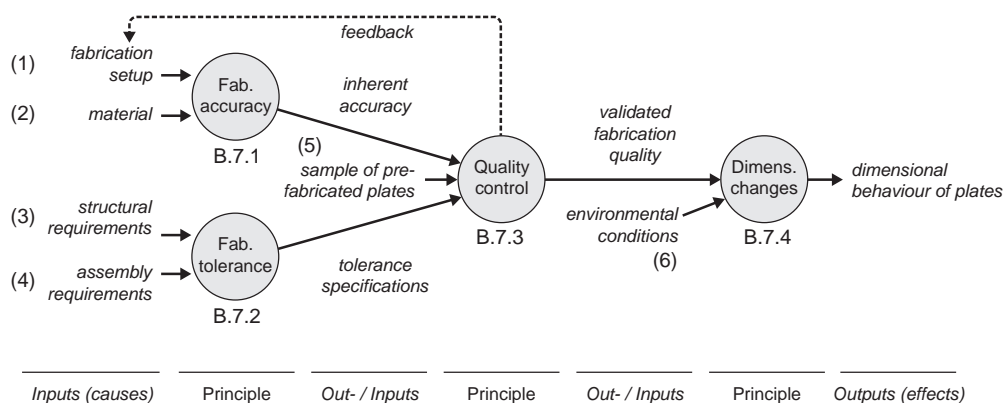 feedback
(1)
fabrication
setup
(2)
material
Fab.
accuracy
B.7.1
inherent
accuracy
(5)
sample of pre-
fabricated plates
(3)
structural
requirements
(4)
assembly
requirements
Fab.
tolerance
B.7.2
tolerance
specifications
Quality
control
B.7.3
validated
fabrication
quality
environmental
conditions
(6)
Dimens.
changes
B.7.4
dimensional
behaviour of plates
Inputs (causes)
Principle
Out- / Inputs
Principle
Out- / Inputs
Principle
Outputs (effects)